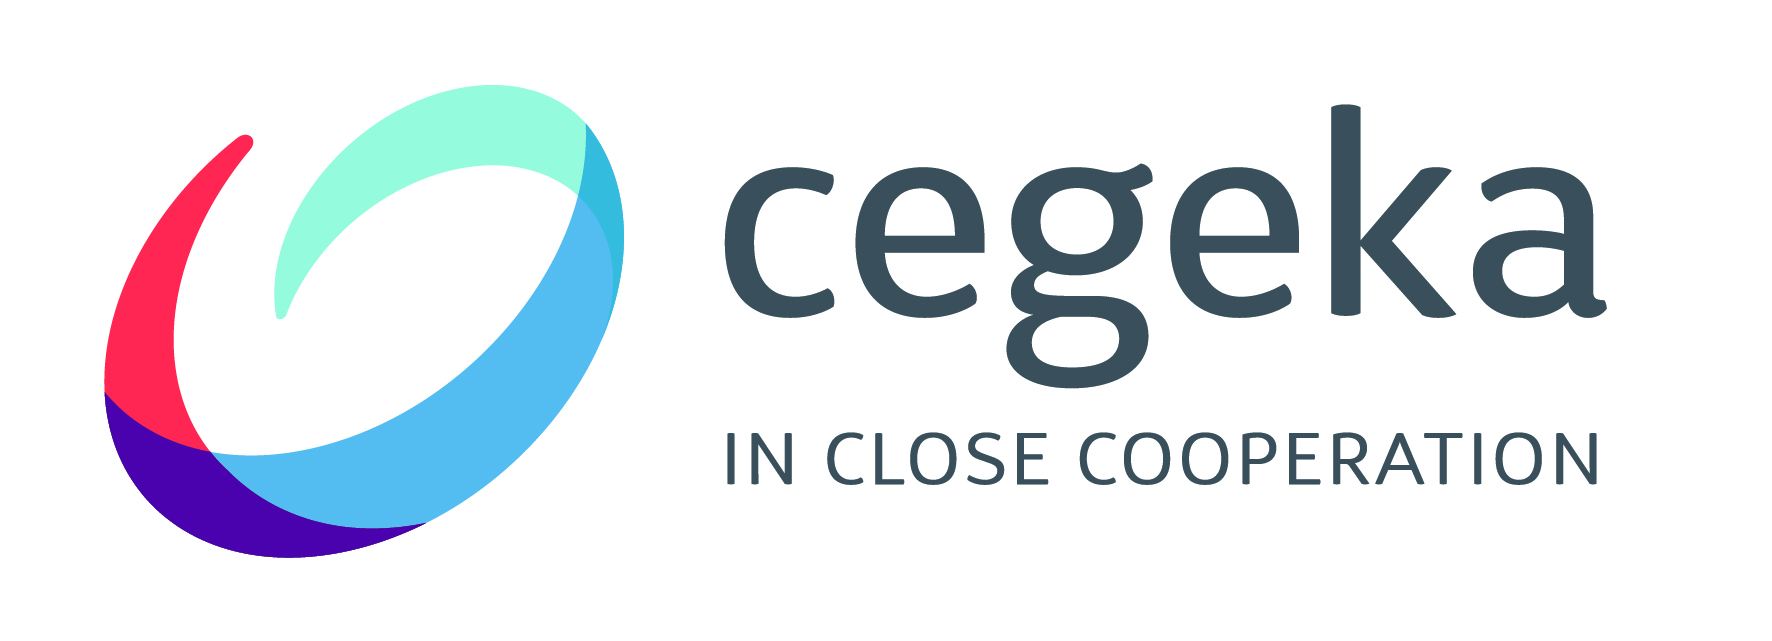 cegeka
IN CLOSE COOPERATION